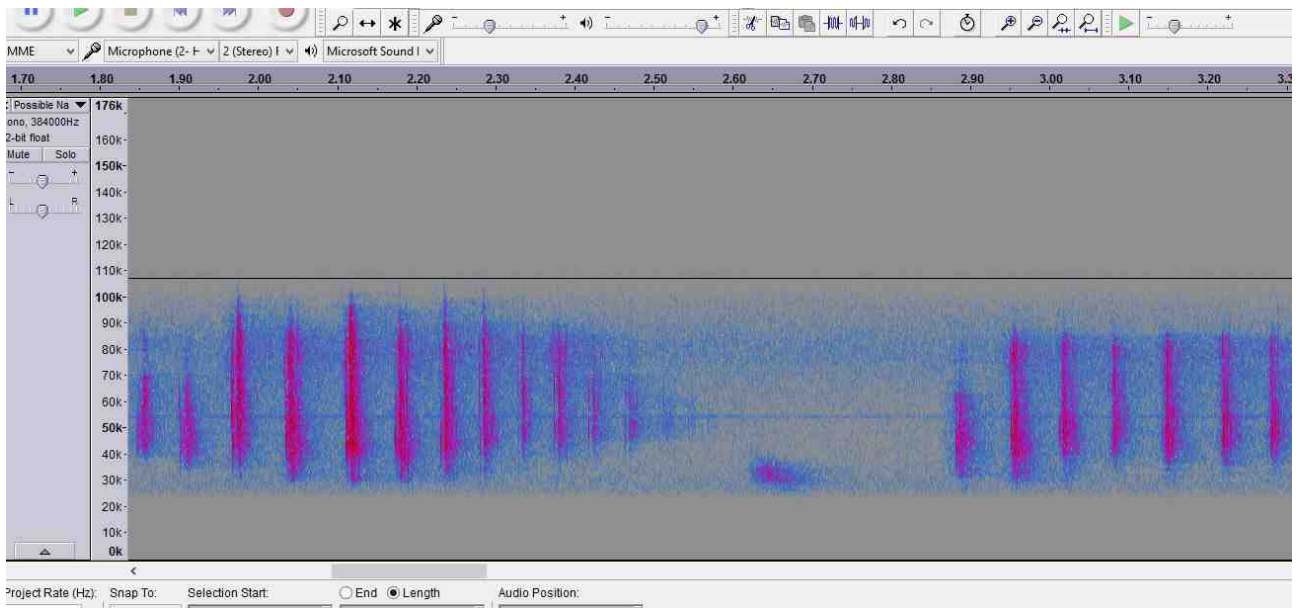 MME Microphone (2- H 2 (Stereo) I Microsoft Sound I
1.70 1.80 1.90 2.00 2.10 2.20 2.30 2.40 2.50 2.60 2.70 2.80 2.90 3.00 3.10 3.20 3.3
Possible Na 176k
ono, 384000Hz
2-bit float
160k
Mute Solo
150k
- +
140k
L R
130k
120k
110k
100k
90k
80k
70k
60k
50k
40k
30k
20k
10k
0k
Project Rate (Hz): Snap To: Selection Start: End Length Audio Position: